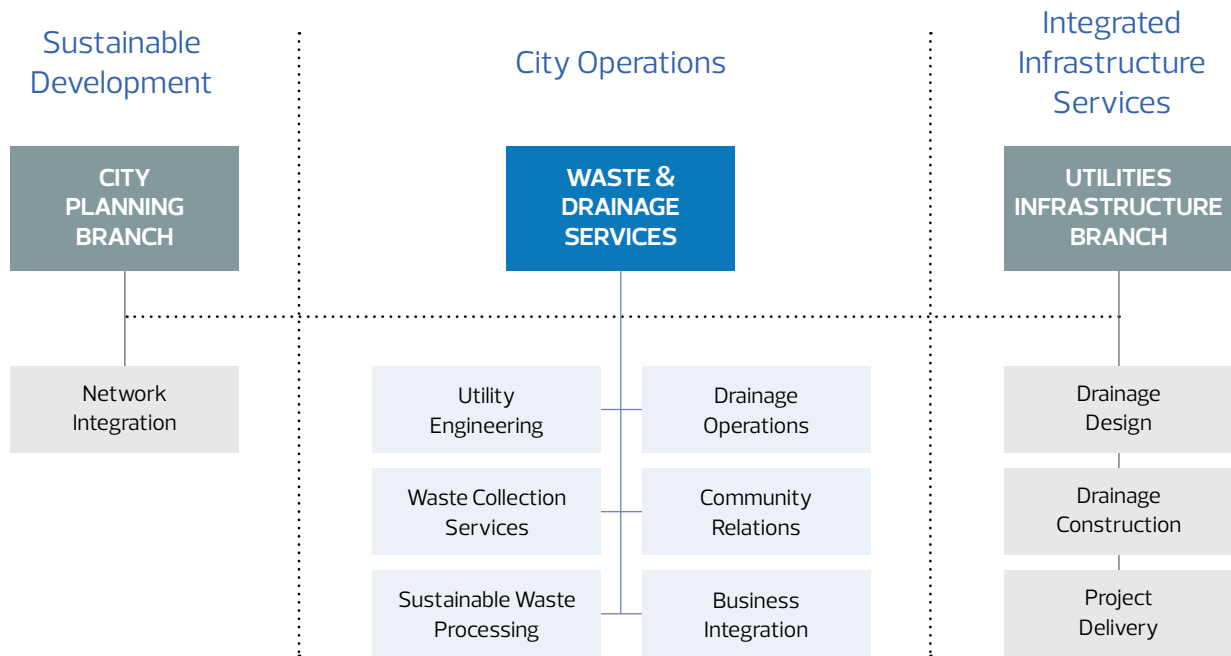 Sustainable
Development
City Operations
Integrated
Infrastructure
Services
CITY
PLANNING
BRANCH
WASTE &
DRAINAGE
SERVICES
UTILITIES
INFRASTRUCTURE
BRANCH
Network
Integration
Utility
Engineering
Drainage
Operations
Drainage
Design
Waste Collection
Services
Community
Relations
Drainage
Construction
Sustainable Waste
Processing
Business
Integration
Project
Delivery